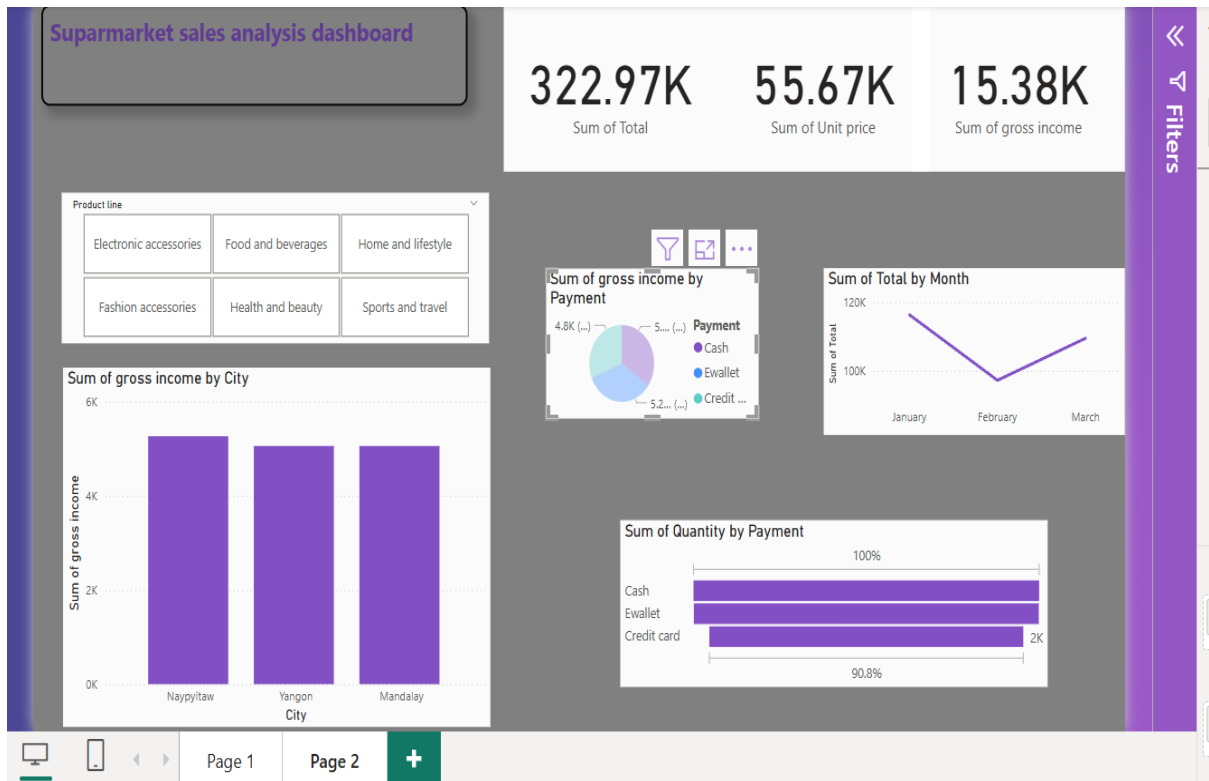 Suparmarket sales analysis dashboard
322.97K
Sum of Total
55.67K
Sum of Unit price
15.38K
Sum of gross income
Filters
Product line
Electronic accessories
Food and beverages
Home and lifestyle
Fashion accessories
Health and beauty
Sports and travel
Sum of gross income by
Payment
4.8K (...)
5.... (...)
5.2... (...)
Payment
Cash
Ewallet
Credit ...
Sum of Total by Month
Sum of Total
120K
100K
January
February
March
Sum of gross income by City
Sum of gross income
6K
4K
2K
0K
Naypyitaw
Yangon
Mandalay
City
Sum of Quantity by Payment
100%
Cash
Ewallet
Credit card
2K
90.8%
Page 1
Page 2